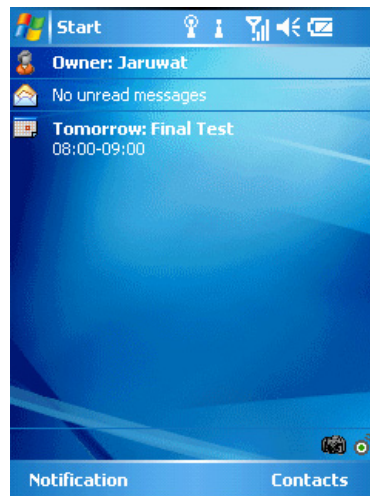 Start
Owner: Jaruwat
No unread messages
Tomorrow: Final Test
08:00-09:00
Notification Contacts